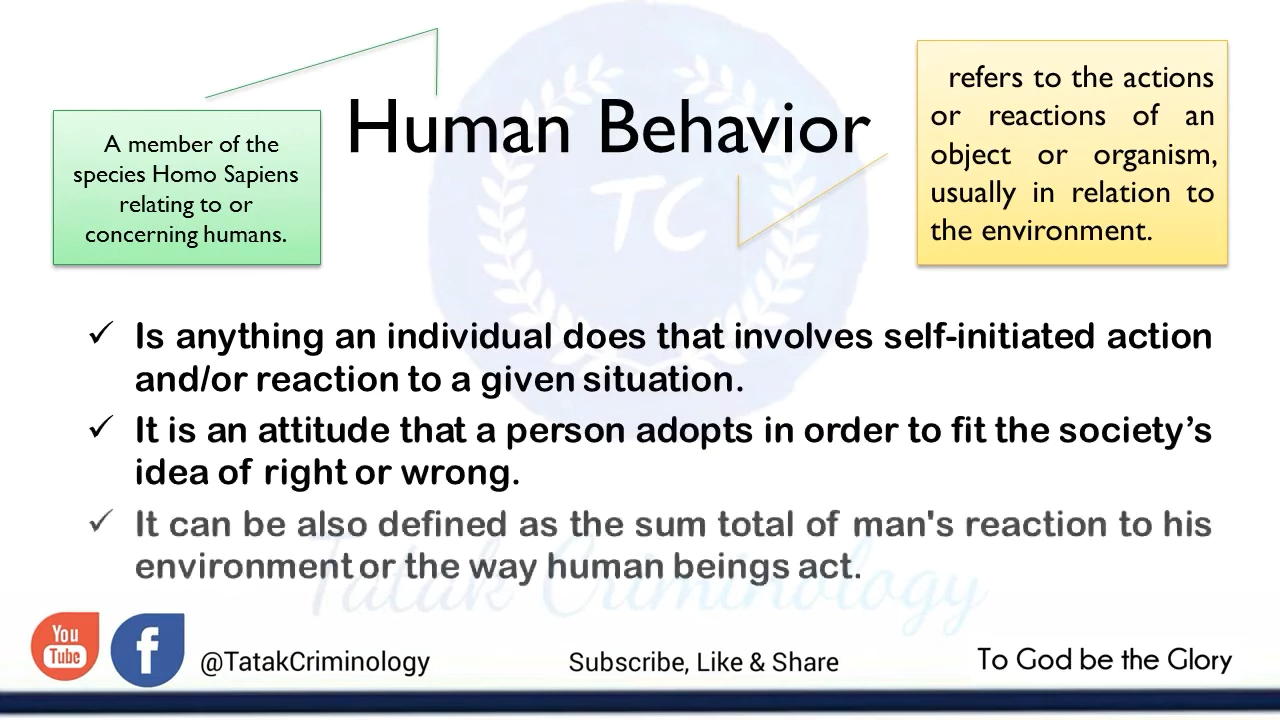 Human Behavior
A member of the
species Homo Sapiens
relating to or
concerning humans.
refers to the actions
or reactions of an
object or organism,
usually in relation to
the environment.
TC
✓ Is anything an individual does that involves self-initiated action
and/or reaction to a given situation.
✓ It is an attitude that a person adopts in order to fit the society’s
idea of right or wrong.
✓ It can be also defined as the sum total of man's reaction to his
environment or the way human beings act.
Tatak Criminology
You
Tube
f
@TatakCriminology
Subscribe, Like & Share
To God be the Glory